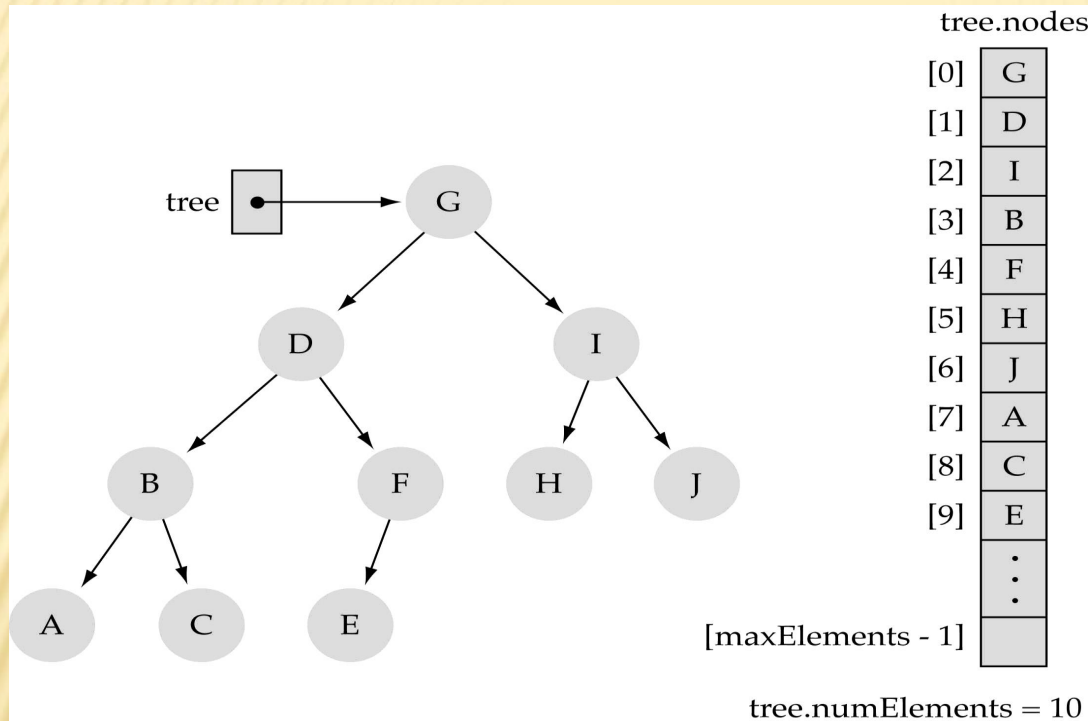 tree
G
D
I
B
F
H
J
A
C
E
tree.nodes
[0] G
[1] D
[2] I
[3] B
[4] F
[5] H
[6] J
[7] A
[8] C
[9] E
[maxElements - 1]
tree.numElements = 10